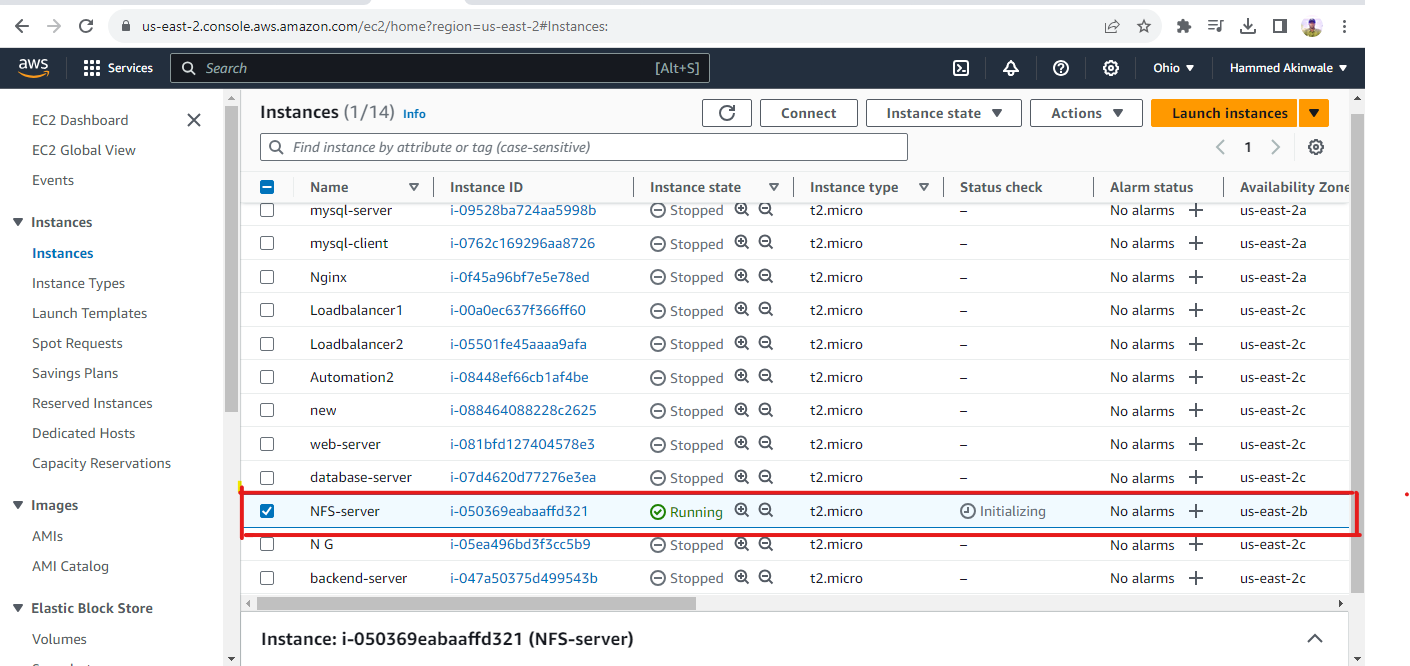 us-east-2.console.aws.amazon.com/ec2/home?region=us-east-2#Instances:
aws Services Search [Alt+S] Ohio Hammed Akinwale
EC2 Dashboard
EC2 Global View
Events
Instances
Instances
Instance Types
Launch Templates
Spot Requests
Savings Plans
Reserved Instances
Dedicated Hosts
Capacity Reservations
Images
AMIs
AMI Catalog
Elastic Block Store
Volumes
Instances (1/14) Info Connect Instance state Actions Launch instances
Find instance by attribute or tag (case-sensitive) 1
Name Instance ID Instance state Instance type Status check Alarm status Availability Zone
mysql-server i-09528ba724aa5998b Stopped t2.micro – No alarms + us-east-2a
mysql-client i-0762c169296aa8726 Stopped t2.micro – No alarms + us-east-2a
Nginx i-0f45a96bf7e5e78ed Stopped t2.micro – No alarms + us-east-2a
Loadbalancer1 i-00a0ec637f366ff60 Stopped t2.micro – No alarms + us-east-2c
Loadbalancer2 i-05501fe45aaaa9afa Stopped t2.micro – No alarms + us-east-2c
Automation2 i-08448ef66cb1af4be Stopped t2.micro – No alarms + us-east-2c
new i-088464088228c2625 Stopped t2.micro – No alarms + us-east-2c
web-server i-081bfd127404578e3 Stopped t2.micro – No alarms + us-east-2c
database-server i-07d4620d77276e3ea Stopped t2.micro – No alarms + us-east-2c
NFS-server i-050369eabaaffd321 Running t2.micro Initializing No alarms + us-east-2b
N G i-05ea496bd3f3cc5b9 Stopped t2.micro – No alarms + us-east-2c
backend-server i-047a50375d499543b Stopped t2.micro – No alarms + us-east-2c
Instance: i-050369eabaaffd321 (NFS-server)